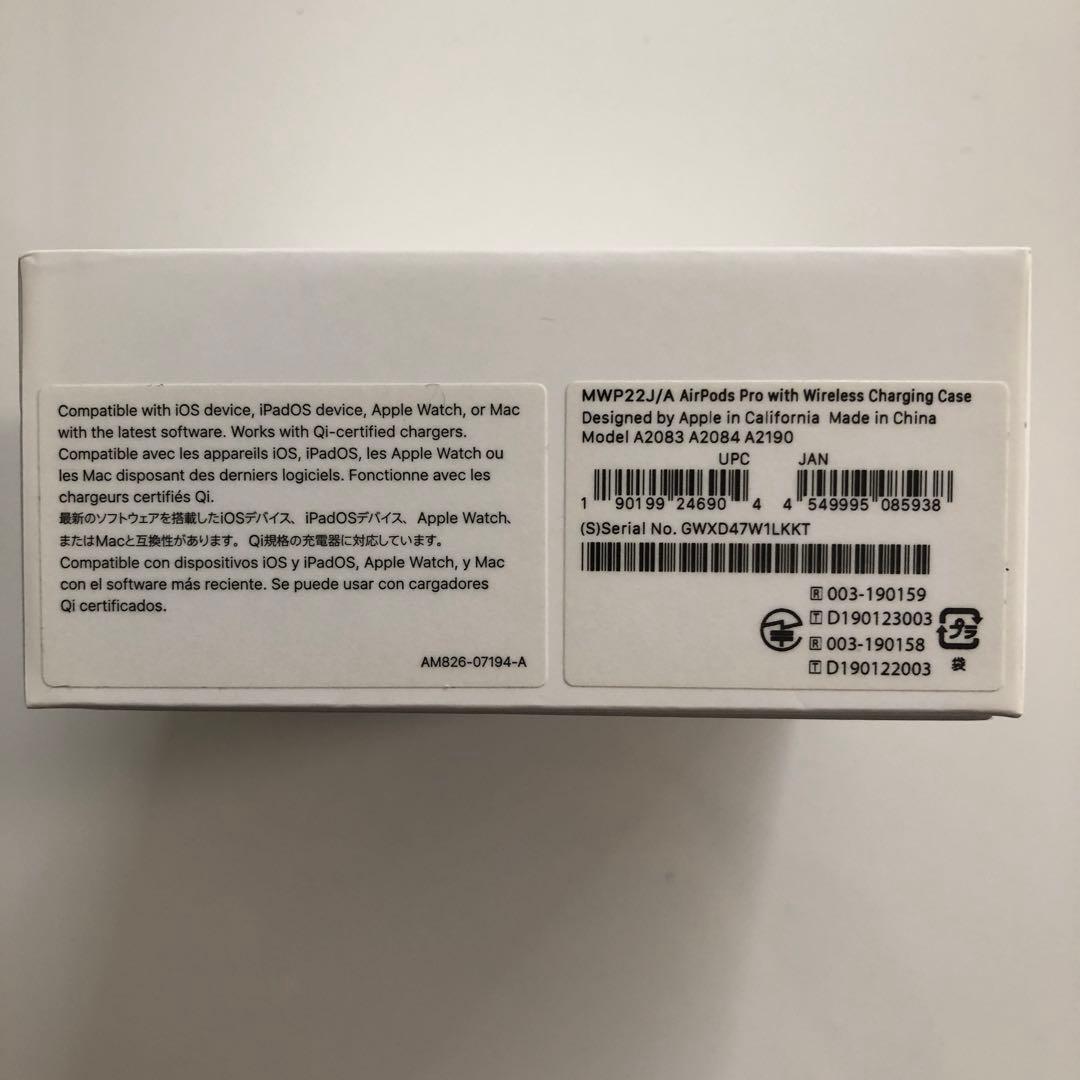 Compatible with iOS device, iPadOS device, Apple Watch, or Mac
with the latest software. Works with Qi-certified chargers.
Compatible avec les appareils iOS, iPadOS, les Apple Watch ou
les Mac disposant des derniers logiciels. Fonctionne avec les
chargeurs certifiés Qi.
最新のソフトウェアを搭載したiOSデバイス、iPadOSデバイス、Apple Watch、
またはMacと互換性があります。Qi規格の充電器に対応しています。
Compatible con dispositivos iOS y iPadOS, Apple Watch, y Mac
con el software más reciente. Se puede usar con cargadores
Qi certificados.
AM826-07194-A
MWP22J/A AirPods Pro with Wireless Charging Case
Designed by Apple in California Made in China
Model A2083 A2084 A2190
UPC JAN
1 90199 24690 4 4 549995 085938
(S)Serial No. GWXD47W1LKKT
R 003-190159
T D190123003
R 003-190158
T D190122003
プラ
袋